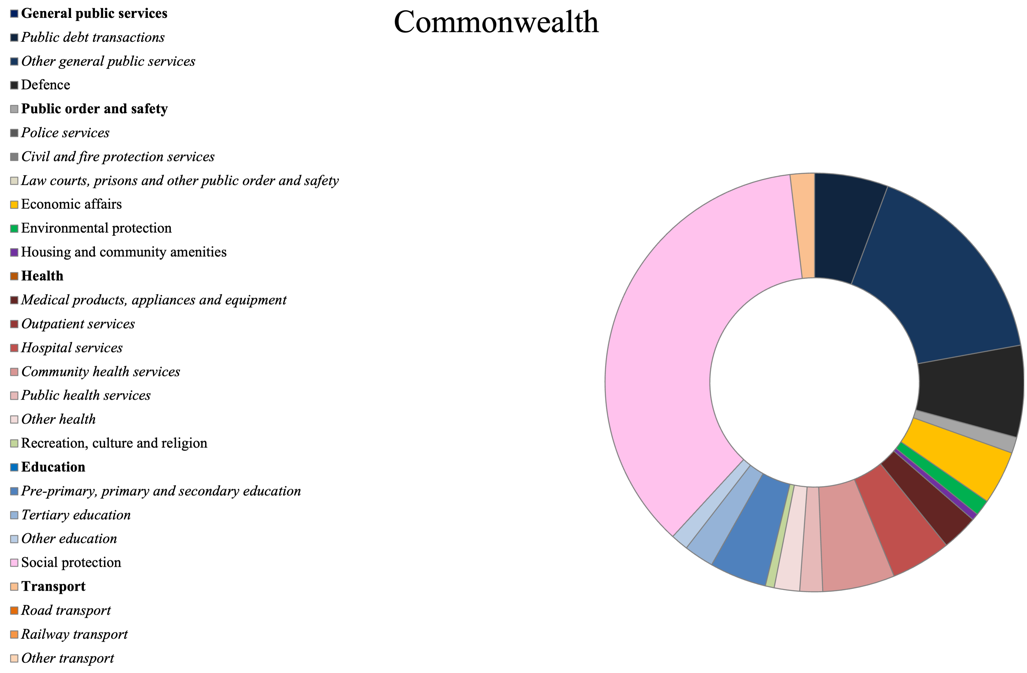 Commonwealth
General public services
Public debt transactions
Other general public services
Defence
Public order and safety
Police services
Civil and fire protection services
Law courts, prisons and other public order and safety
Economic affairs
Environmental protection
Housing and community amenities
Health
Medical products, appliances and equipment
Outpatient services
Hospital services
Community health services
Public health services
Other health
Recreation, culture and religion
Education
Pre-primary, primary and secondary education
Tertiary education
Other education
Social protection
Transport
Road transport
Railway transport
Other transport